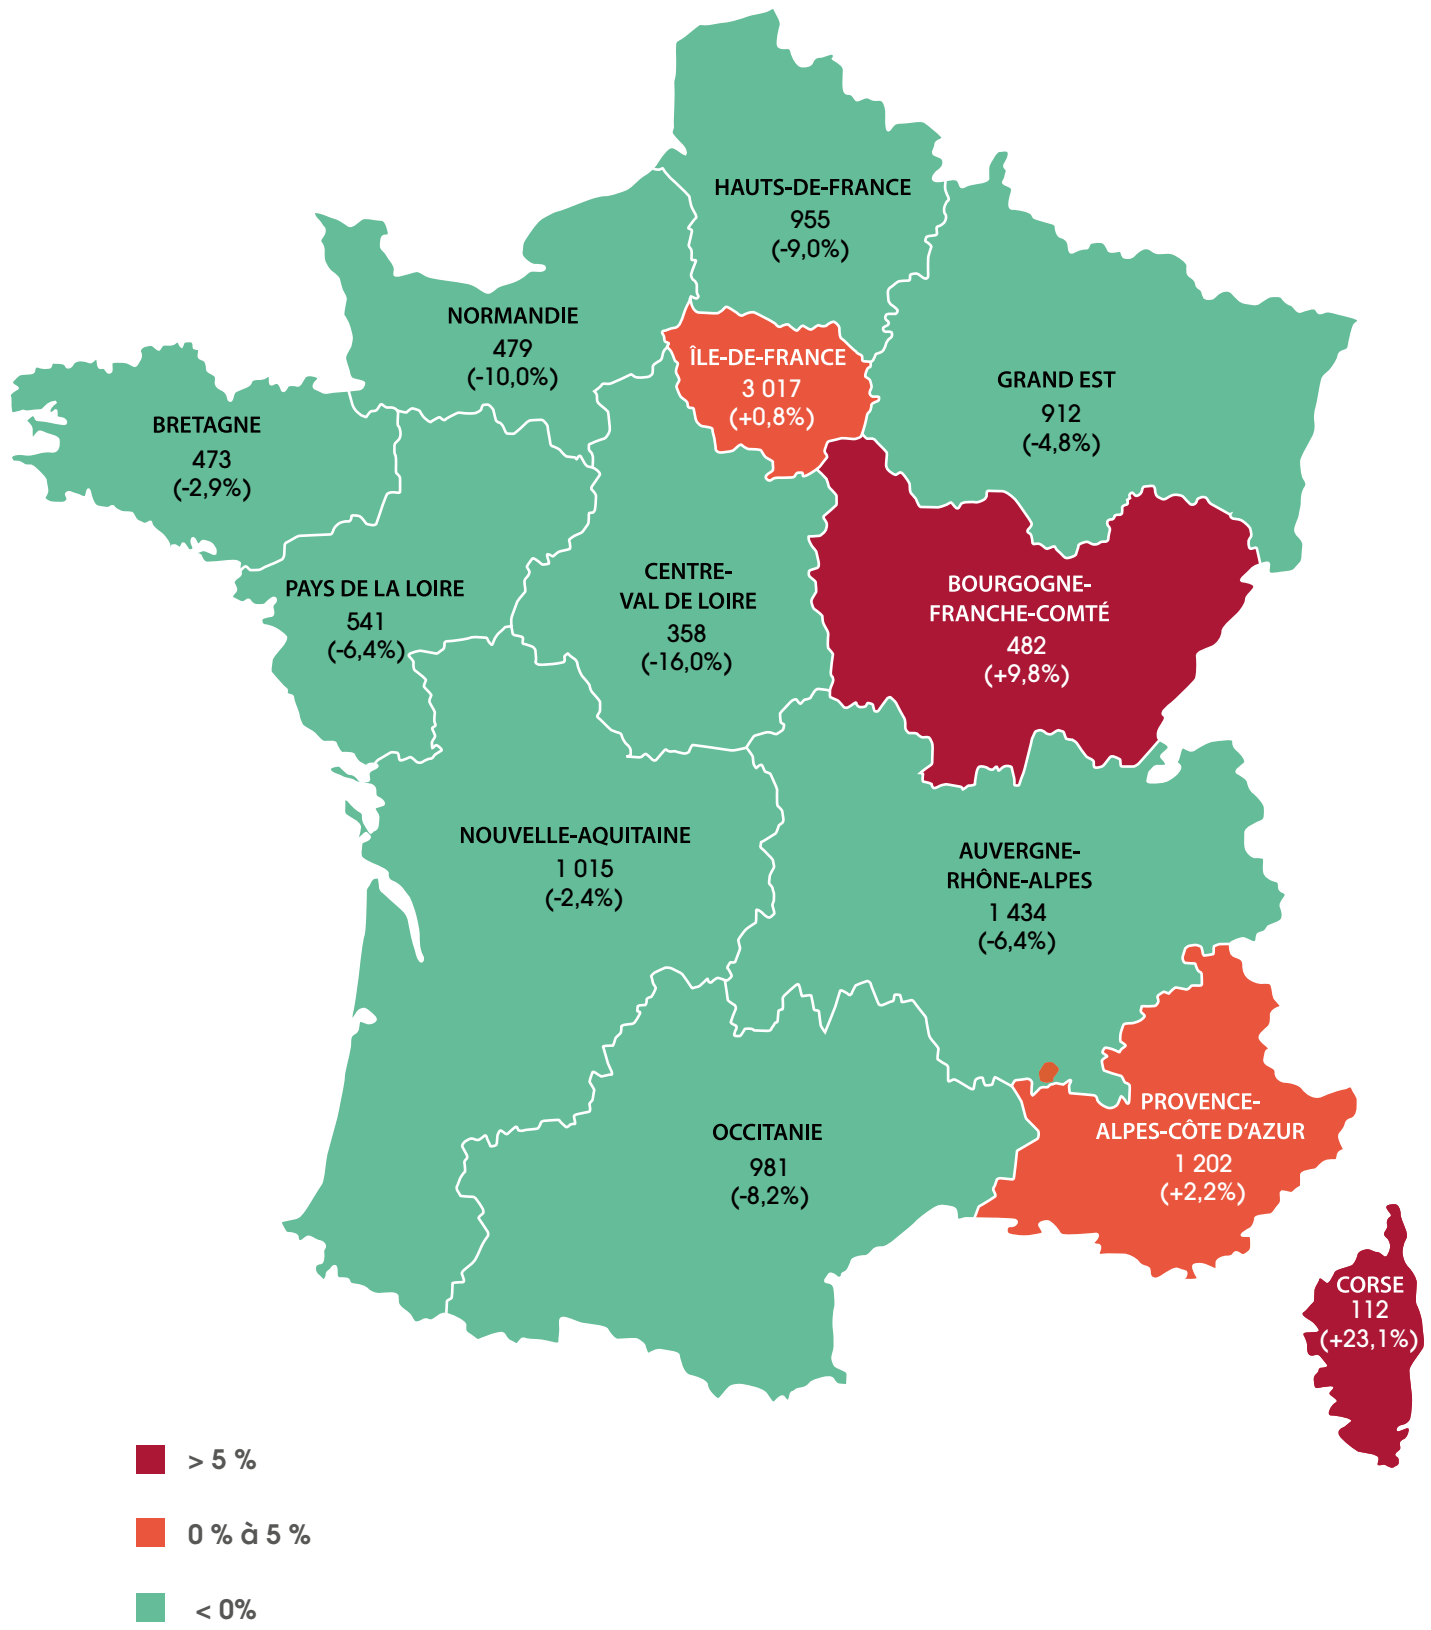 HAUTS-DE-FRANCE
955
(-9,0%)
NORMANDIE
479
(-10,0%)
ÎLE-DE-FRANCE
3 017
(+0,8%)
GRAND EST
912
(-4,8%)
BRETAGNE
473
(-2,9%)
PAYS DE LA LOIRE
541
(-6,4%)
CENTRE-
VAL DE LOIRE
358
(-16,0%)
BOURGOGNE-
FRANCHE-COMTÉ
482
(+9,8%)
NOUVELLE-AQUITAINE
1 015
(-2,4%)
AUVERGNE-
RHÔNE-ALPES
1 434
(-6,4%)
OCCITANIE
981
(-8,2%)
PROVENCE-
ALPES-CÔTE D'AZUR
1 202
(+2,2%)
CORSE
112
(+23,1%)
> 5 %
0 % à 5 %
< 0%